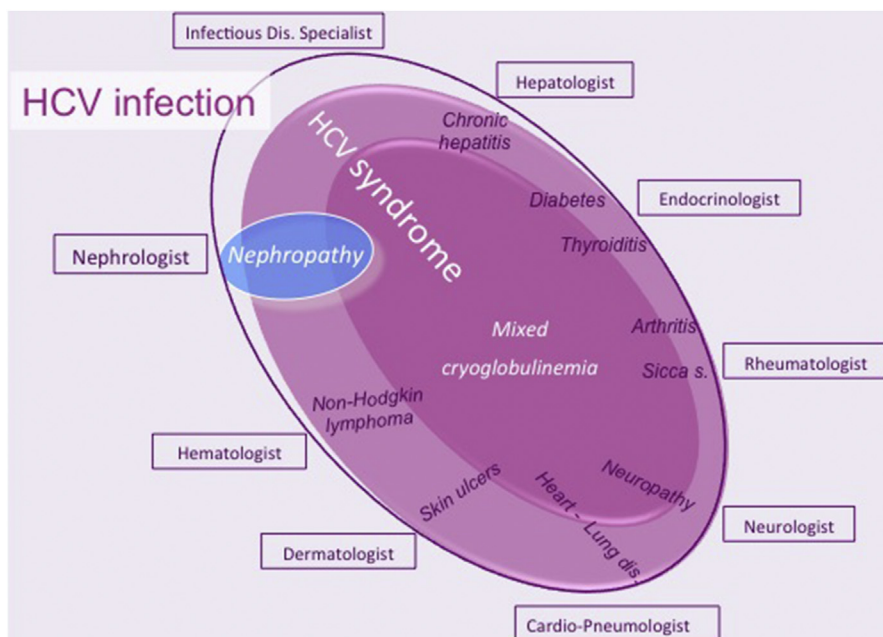 Infectious Dis. Specialist
HCV infection
Hepatologist
Chronic
hepatitis
HCV syndrome
Diabetes
Endocrinologist
Thyroiditis
Nephrologist
Nephropathy
Mixed
cryoglobulinemia
Arthritis
Sicca s.
Rheumatologist
Non-Hodgkin
lymphoma
Hematologist
Skin ulcers
Heart - Lung dis.
Neuropathy
Neurologist
Dermatologist
Cardio-Pneumologist